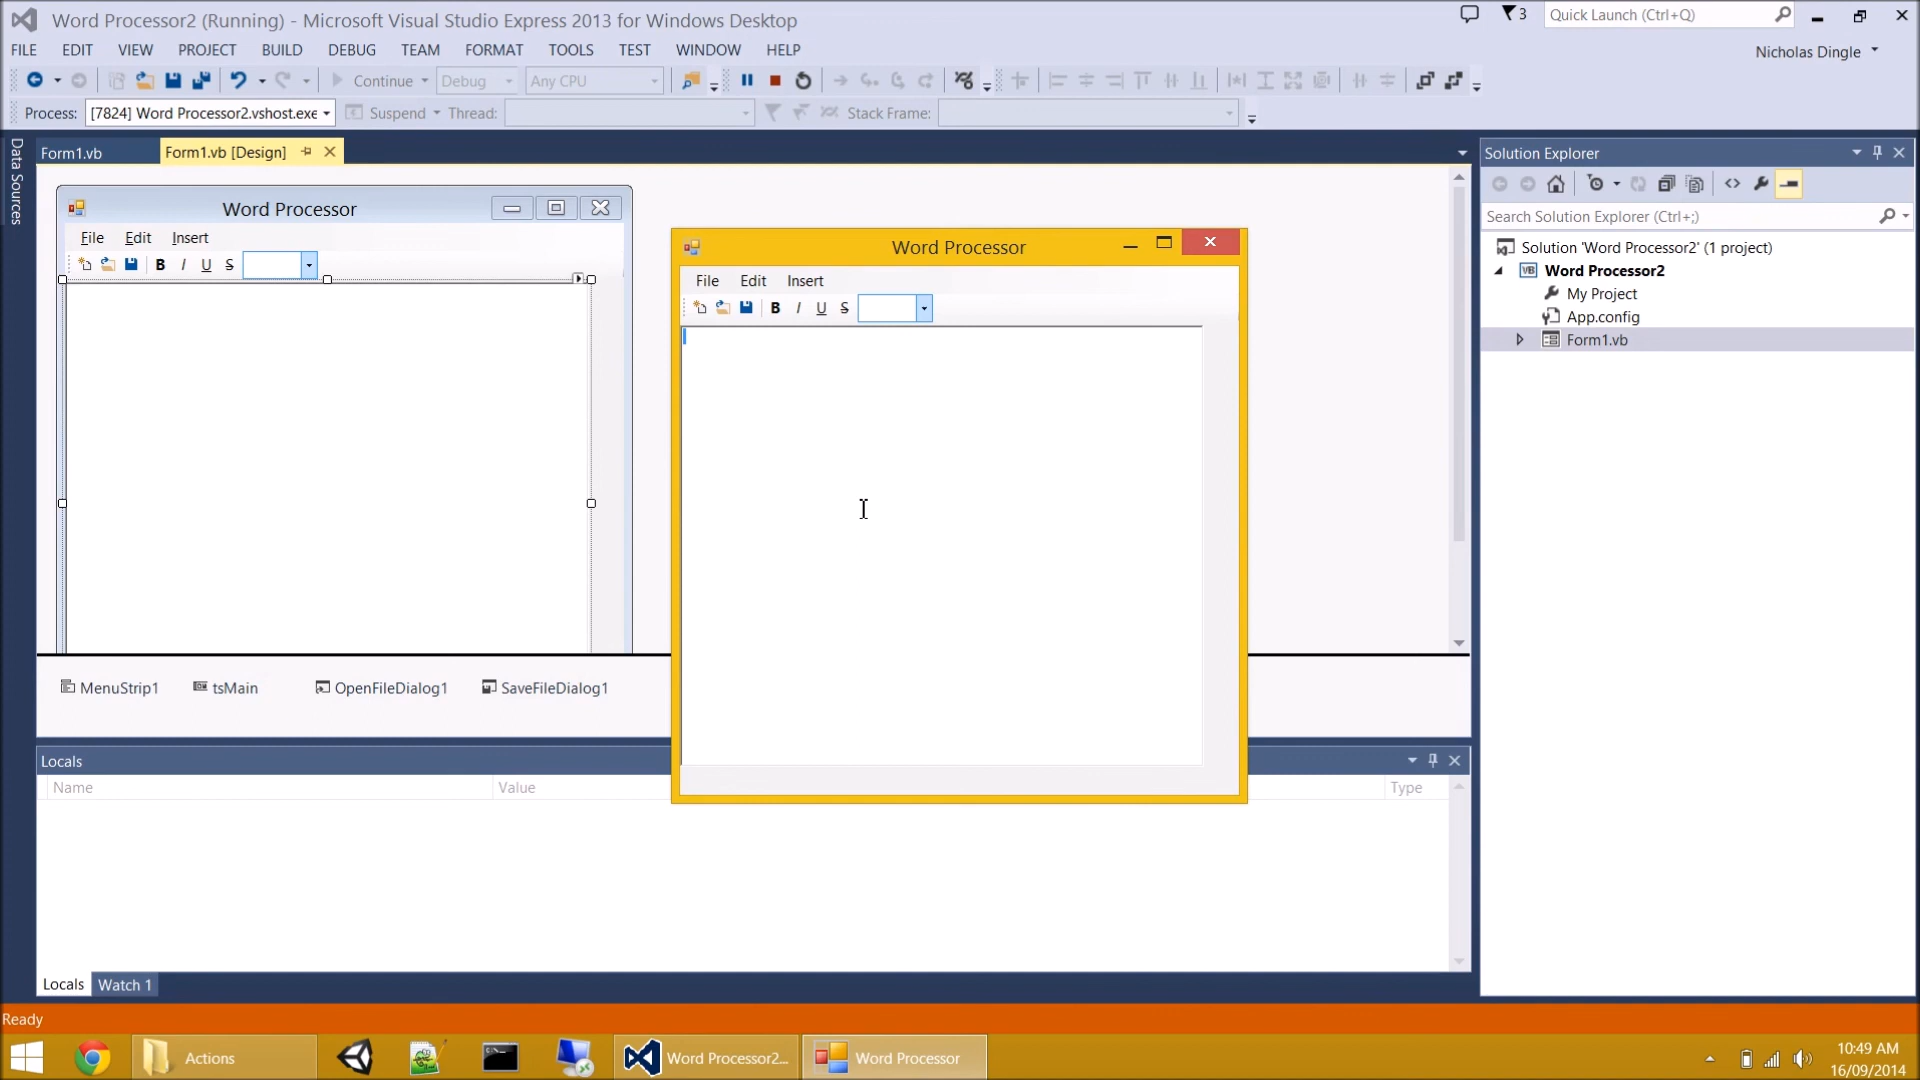 Word Processor2 (Running) - Microsoft Visual Studio Express 2013 for Windows Desktop
3
Quick Launch (Ctrl+Q)
FILE EDIT VIEW PROJECT BUILD DEBUG TEAM FORMAT TOOLS TEST WINDOW HELP
Nicholas Dingle
Continue Debug Any CPU
Process: [7824] Word Processor2.vshost.exe Suspend Thread: Stack Frame:
Data Sources
Form1.vb
Form1.vb [Design]
Word Processor
File Edit Insert
B I U S
Word Processor
File Edit Insert
B I U S
MenuStrip1 tsMain OpenFileDialog1 SaveFileDialog1
Locals
Name Value Type
Locals Watch 1
Solution Explorer
Search Solution Explorer (Ctrl+;)
Solution 'Word Processor2' (1 project)
VB Word Processor2
My Project
App.config
Form1.vb
Ready
Actions
Word Processor2...
Word Processor
10:49 AM
16/09/2014